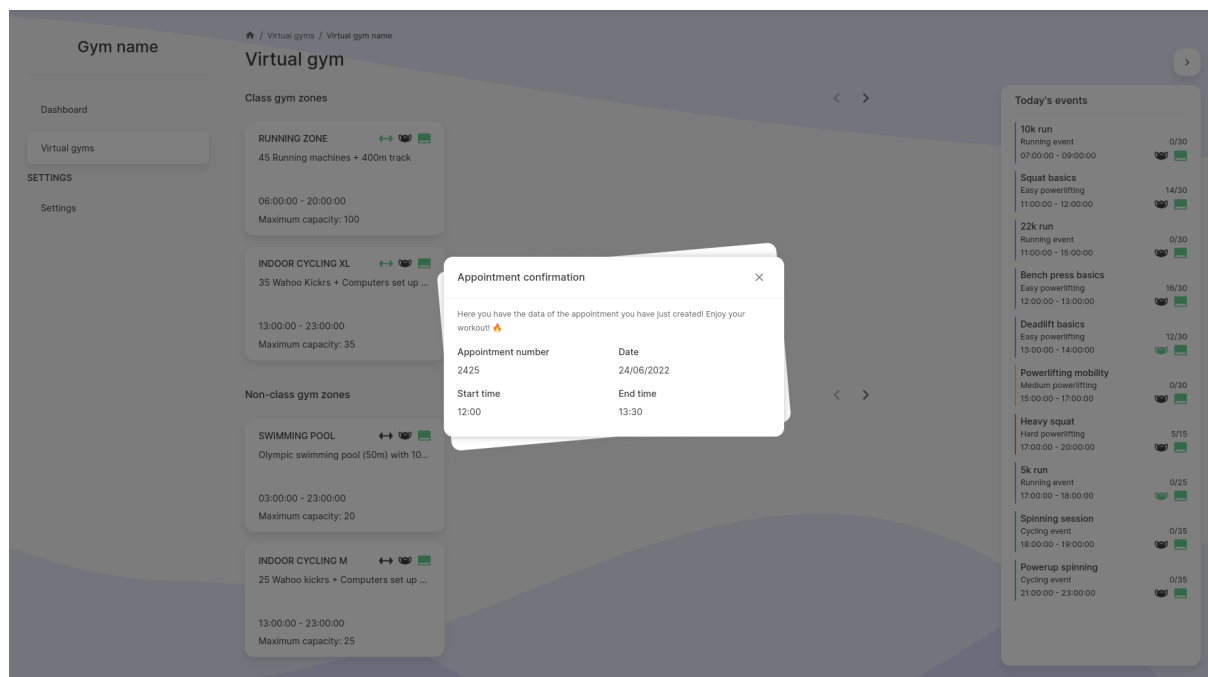 Gym name
Dashboard
Virtual gyms
SETTINGS
Settings
/ Virtual gyms / Virtual gym name
Virtual gym
Class gym zones
RUNNING ZONE
45 Running machines + 400m track
06:00:00 - 20:00:00
Maximum capacity: 100
INDOOR CYCLING XL
35 Wahoo Kickrs + Computers set up ...
13:00:00 - 23:00:00
Maximum capacity: 35
Non-class gym zones
SWIMMING POOL
Olympic swimming pool (50m) with 10...
03:00:00 - 23:00:00
Maximum capacity: 20
INDOOR CYCLING M
25 Wahoo kickrs + Computers set up ...
13:00:00 - 23:00:00
Maximum capacity: 25
Appointment confirmation
Here you have the data of the appointment you have just created! Enjoy your
workout! 🔥
Appointment number Date
2425 24/06/2022
Start time End time
12:00 13:30
Today's events
10k run
Running event 0/30
07:00:00 - 09:00:00
Squat basics
Easy powerlifting 14/30
11:00:00 - 12:00:00
22k run
Running event 0/30
11:00:00 - 15:00:00
Bench press basics
Easy powerlifting 16/30
12:00:00 - 13:00:00
Deadlift basics
Easy powerlifting 12/30
13:00:00 - 14:00:00
Powerlifting mobility
Medium powerlifting 0/30
15:00:00 - 17:00:00
Heavy squat
Hard powerlifting 5/15
17:00:00 - 20:00:00
5k run
Running event 0/25
17:00:00 - 18:00:00
Spinning session
Cycling event 0/35
18:00:00 - 19:00:00
Powerup spinning
Cycling event 0/35
21:00:00 - 23:00:00